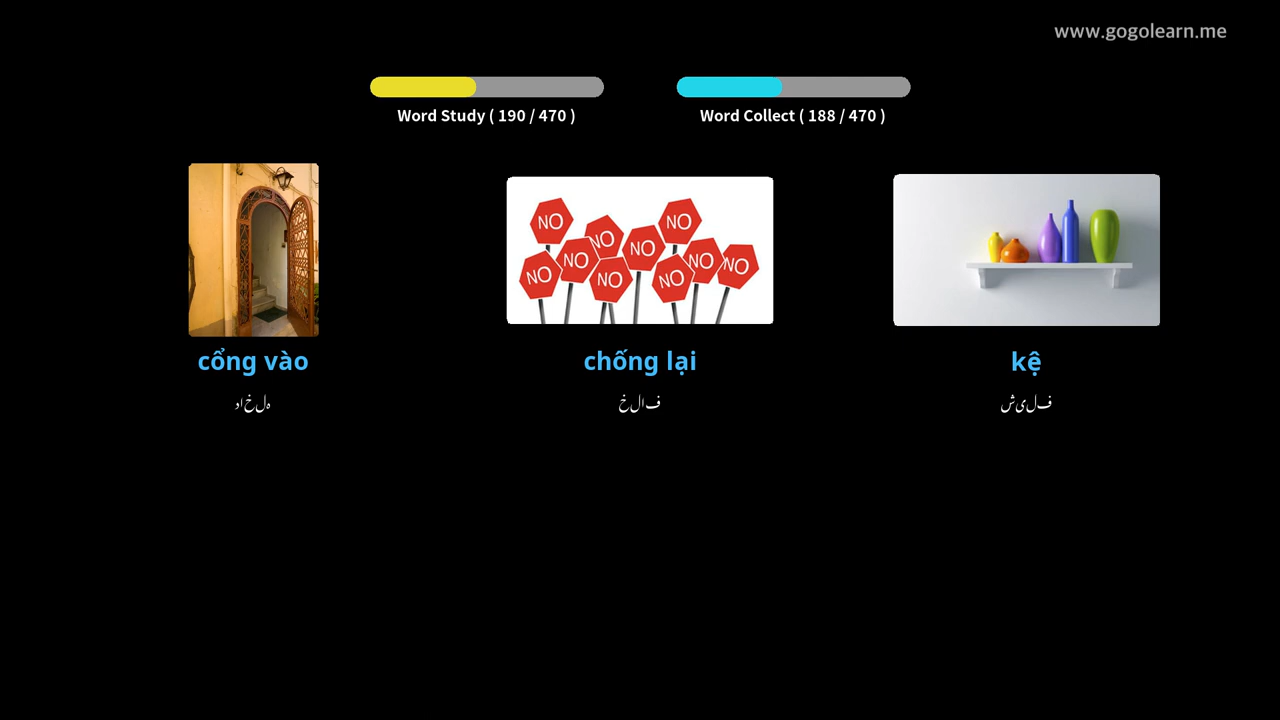 www.gogolearn.me
Word Study ( 190 / 470 )
Word Collect ( 188 / 470 )
NO
NO
NO
NO
NO
NO
NO
NO
NO
NO
cổng vào
chống lại
kệ
داخلہ
خلاف
شیلف